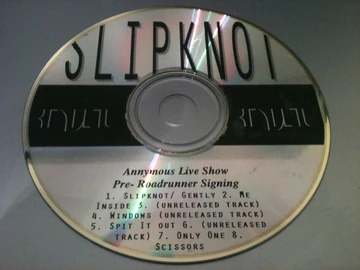 SLIPKNOT
Annymous Live Show
Pre- Roadrunner Signing
1. Slipknot/ Gently 2. Me
Inside 3. (unreleased track)
4. Windows (unreleased track)
5. Spit It out 6. (unreleased
track) 7. Only One 8.
Scissors